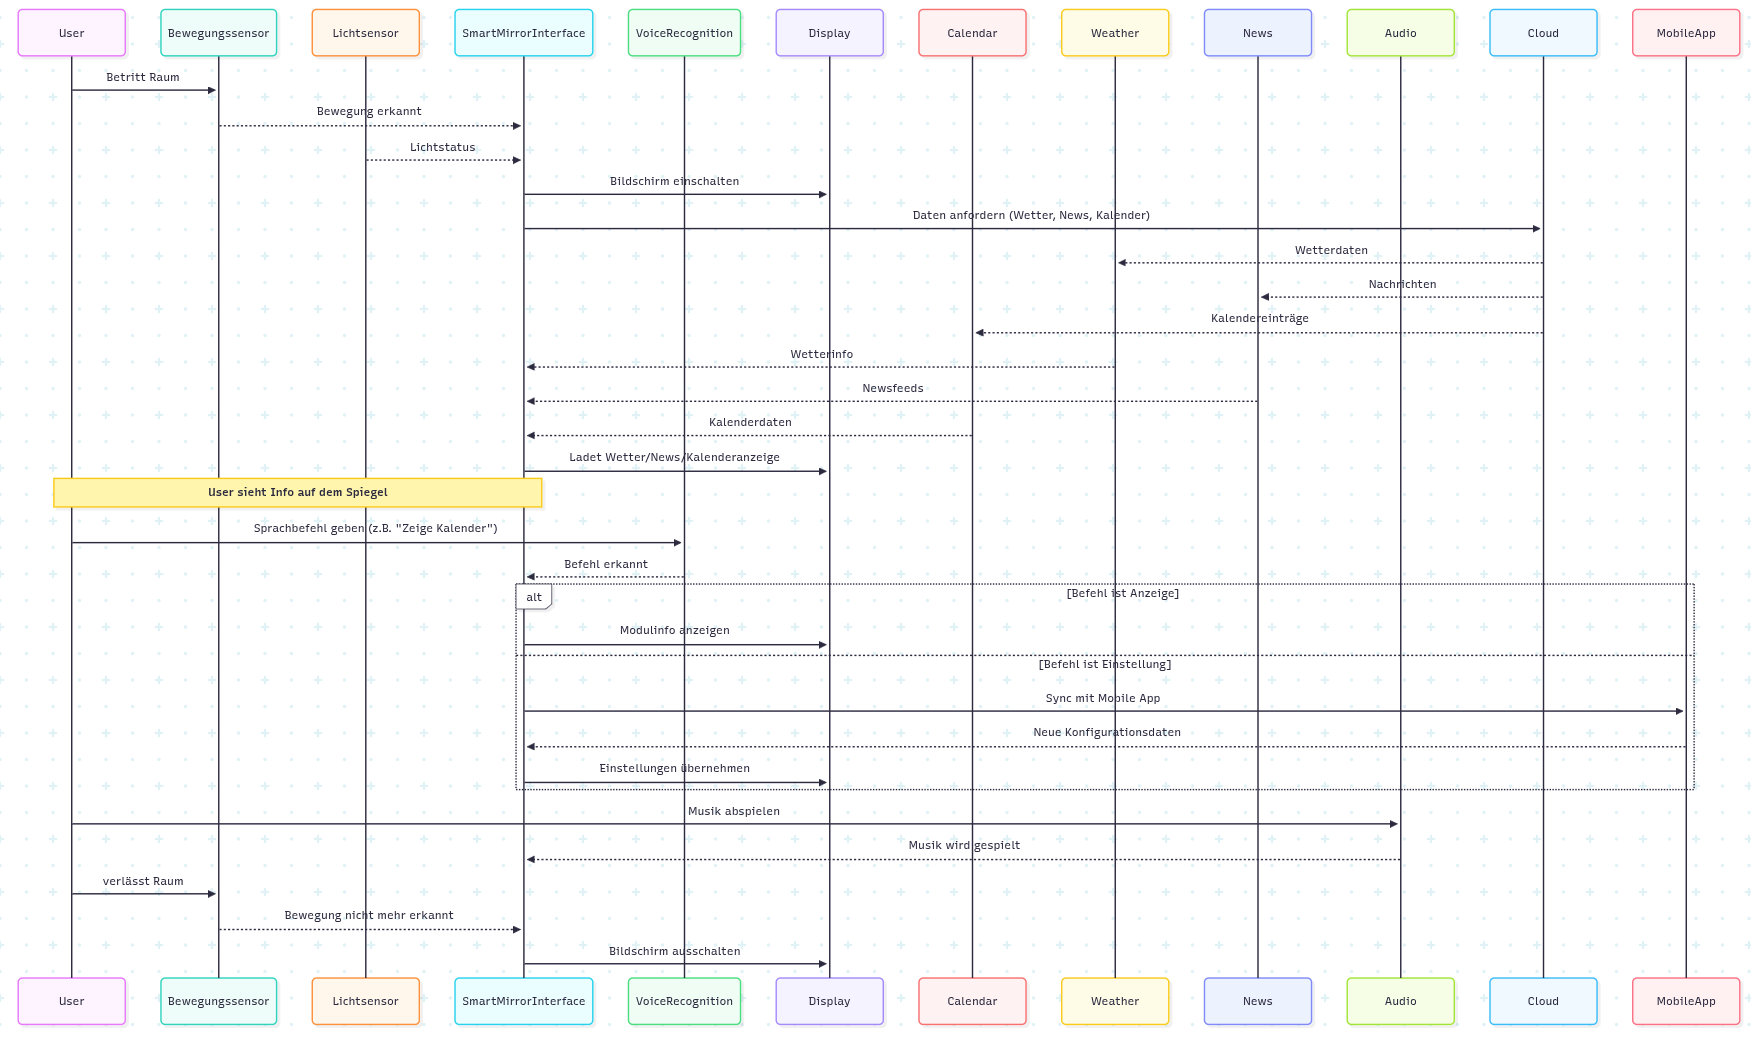 User
Bewegungssensor
Lichtsensor
SmartMirrorInterface
VoiceRecognition
Display
Calendar
Weather
News
Audio
Cloud
MobileApp
Betritt Raum
Bewegung erkannt
Lichtstatus
Bildschirm einschalten
Daten anfordern (Wetter, News, Kalender)
Wetterdaten
Nachrichten
Kalendereinträge
Wetterinfo
Newsfeeds
Kalenderdaten
Ladet Wetter/News/Kalenderanzeige
User sieht Info auf dem Spiegel
Sprachbefehl geben (z.B. "Zeige Kalender")
Befehl erkannt
alt
[Befehl ist Anzeige]
Modulinfo anzeigen
[Befehl ist Einstellung]
Sync mit Mobile App
Neue Konfigurationsdaten
Einstellungen übernehmen
Musik abspielen
Musik wird gespielt
verlässt Raum
Bewegung nicht mehr erkannt
Bildschirm ausschalten
User
Bewegungssensor
Lichtsensor
SmartMirrorInterface
VoiceRecognition
Display
Calendar
Weather
News
Audio
Cloud
MobileApp